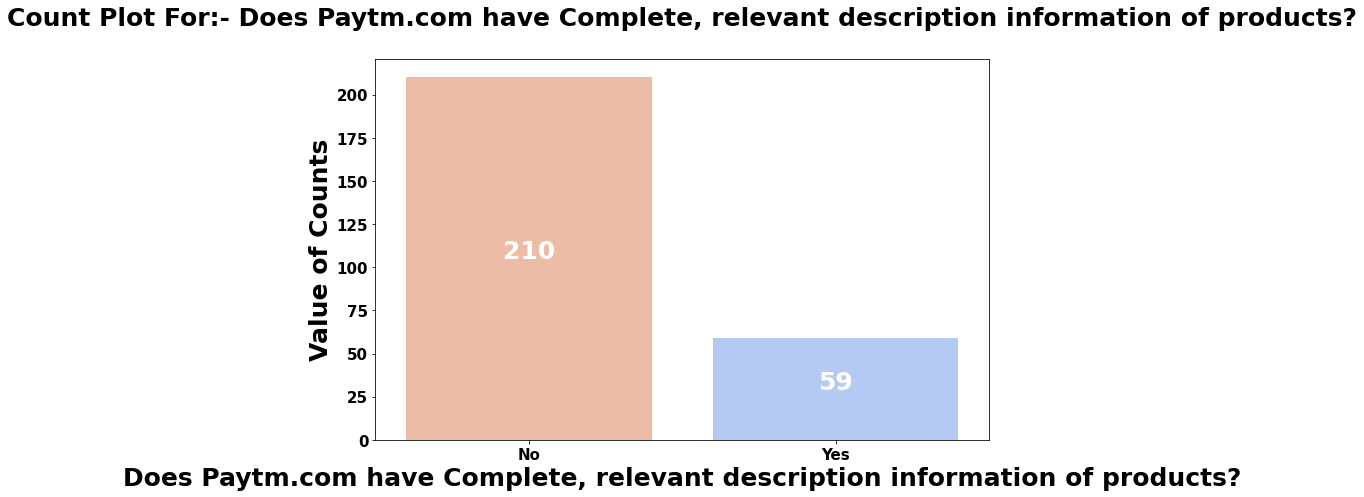 Count Plot For:- Does Paytm.com have Complete, relevant description information of products?
Value of Counts
200
175
150
125
100
75
50
25
0
210
59
No Yes
Does Paytm.com have Complete, relevant description information of products?